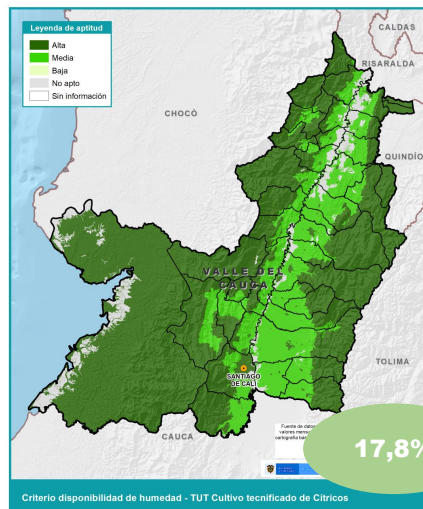 Leyenda de aptitud
Alta
Media
Baja
No apto
Sin información
CALDAS
RISARALDA
CHOCÓ
QUINDÍO
VALLE DEL
CAUCA
TOLIMA
SANTIAGO
DE CALI
CAUCA
Fuente de datos
valores mens
cartografía bás
17,8%
Criterio disponibilidad de humedad - TUT Cultivo tecnificado de Cítricos